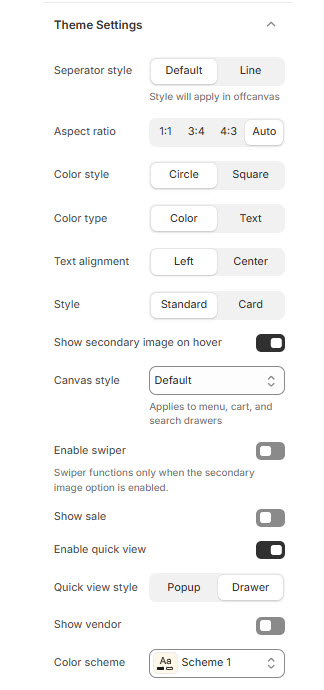 Theme Settings
Seperator style Default Line
Style will apply in offcanvas
Aspect ratio 1:1 3:4 4:3 Auto
Color style Circle Square
Color type Color Text
Text alignment Left Center
Style Standard Card
Show secondary image on hover
Canvas style Default
Applies to menu, cart, and
search drawers
Enable swiper
Swiper functions only when the secondary
image option is enabled.
Show sale
Enable quick view
Quick view style Popup Drawer
Show vendor
Color scheme Aa Scheme 1